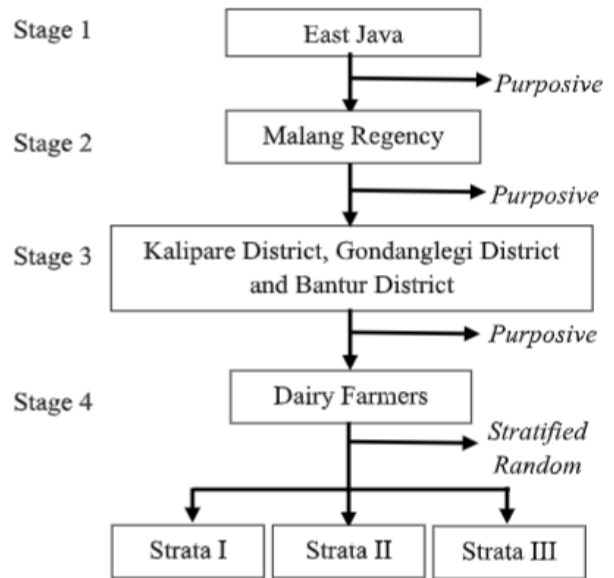 Stage 1
East Java
Purposive
Stage 2
Malang Regency
Purposive
Stage 3
Kalipare District, Gondanglegi District
and Bantur District
Purposive
Stage 4
Dairy Farmers
Stratified
Random
Strata I
Strata II
Strata III